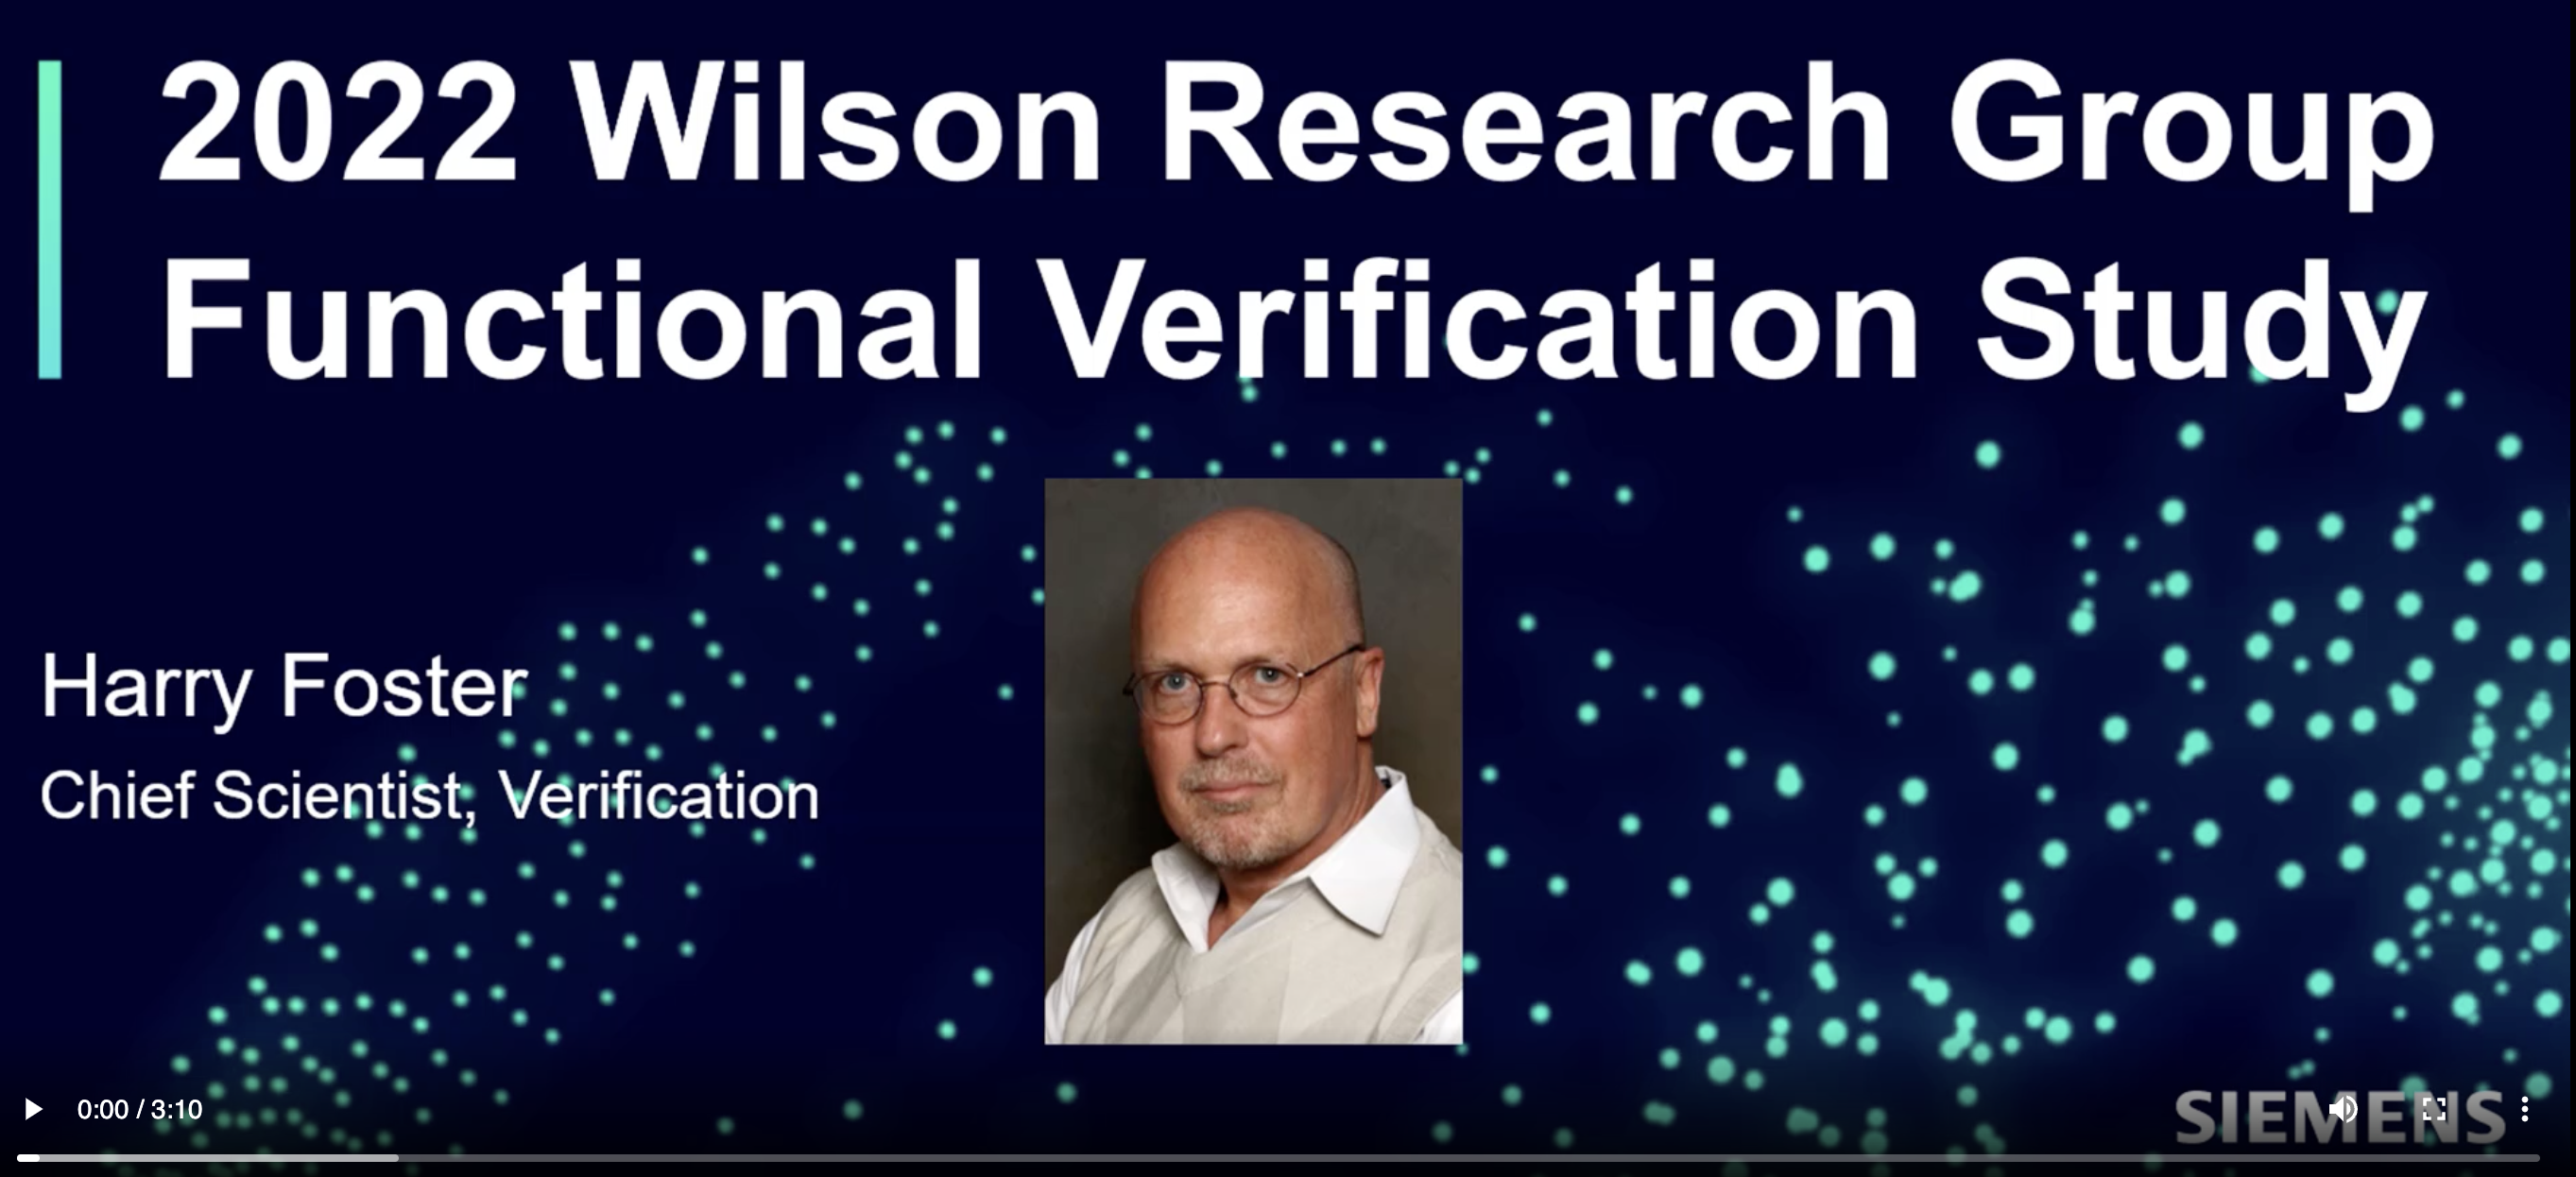 2022 Wilson Research Group
Functional Verification Study
Harry Foster
Chief Scientist, Verification
0:00 / 3:10
SIEMENS